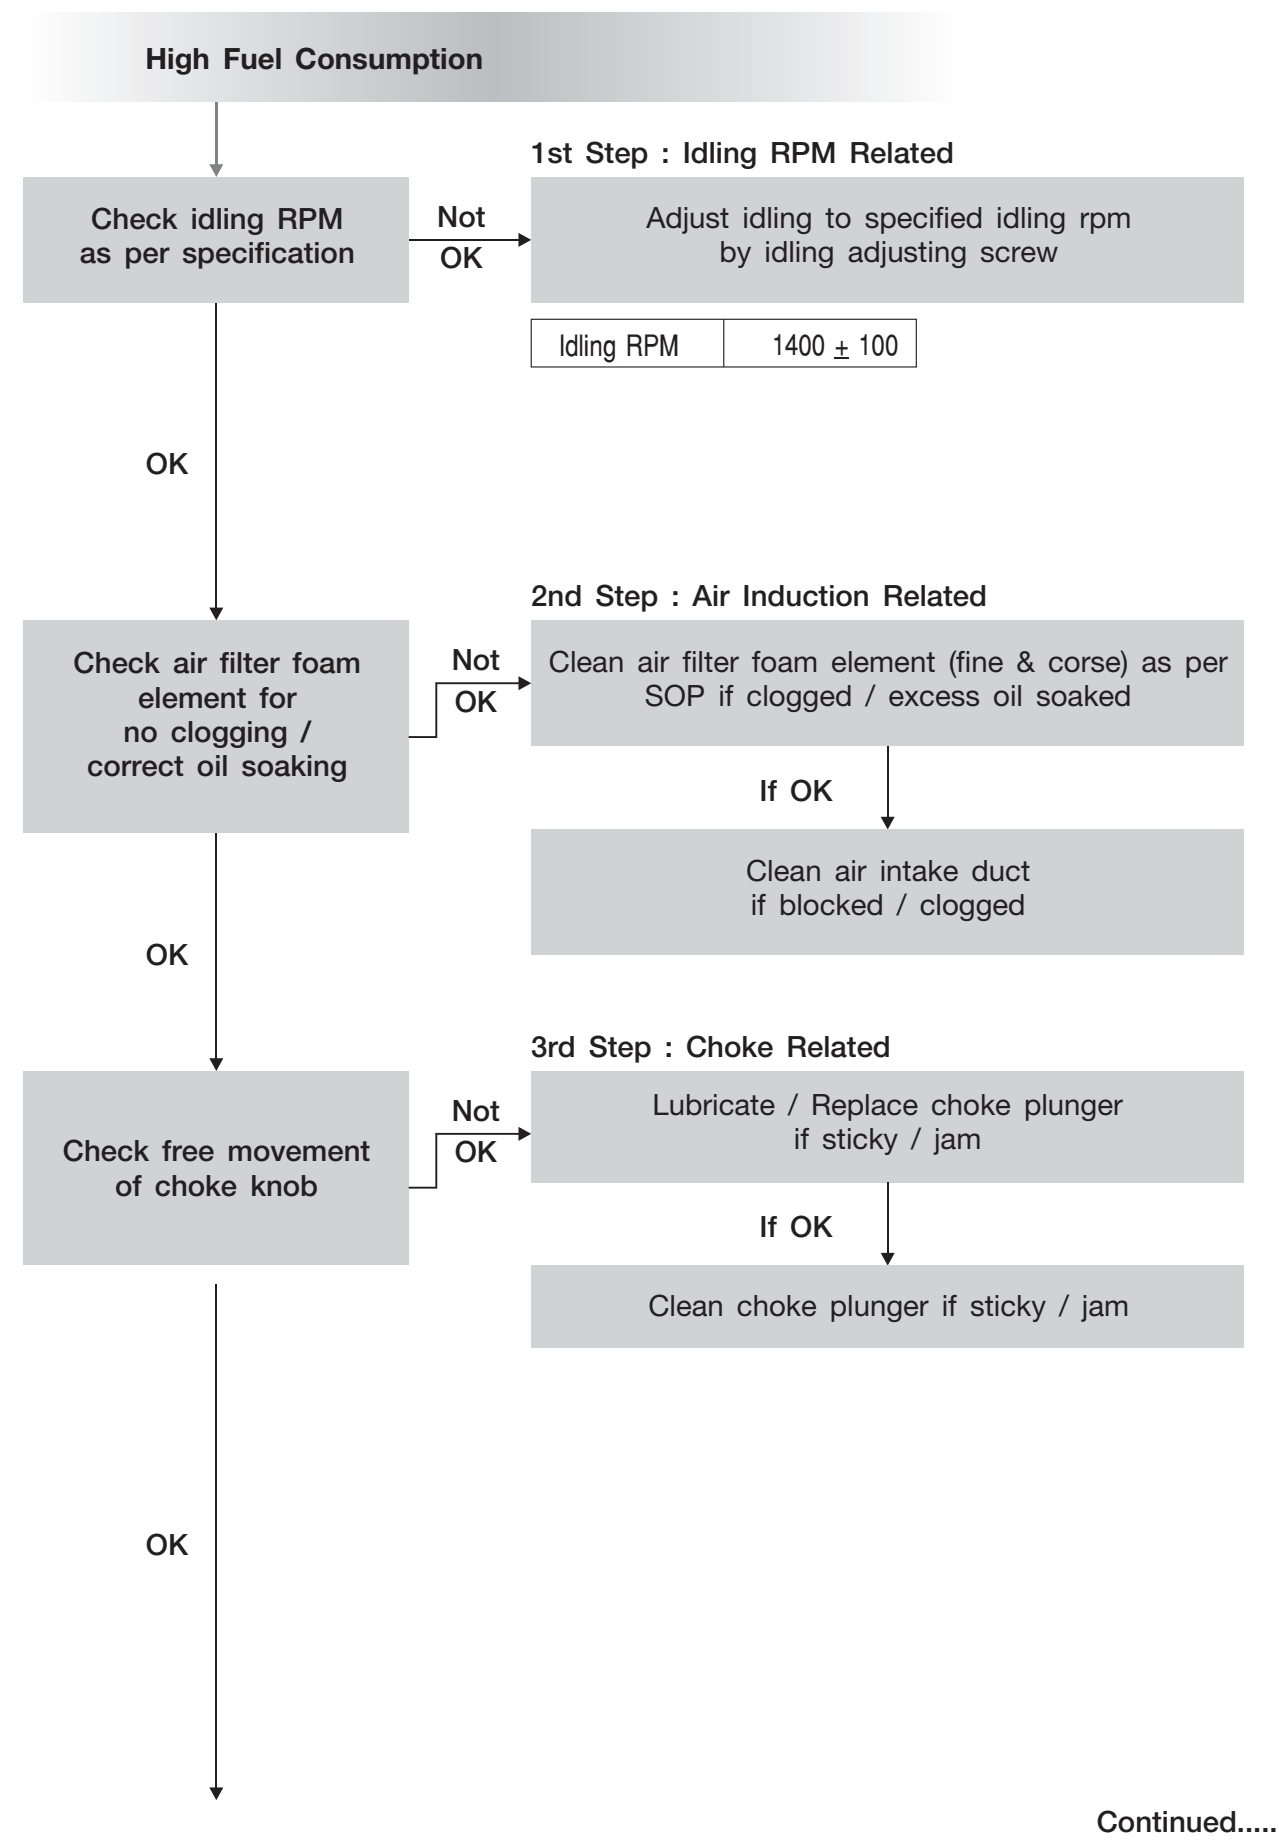 High Fuel Consumption
1st Step : Idling RPM Related
Check idling RPM
as per specification
Not
OK
Adjust idling to specified idling rpm
by idling adjusting screw
Idling RPM 1400 ± 100
OK
2nd Step : Air Induction Related
Check air filter foam
element for
no clogging /
correct oil soaking
Not
OK
Clean air filter foam element (fine & corse) as per
SOP if clogged / excess oil soaked
If OK
Clean air intake duct
if blocked / clogged
OK
3rd Step : Choke Related
Check free movement
of choke knob
Not
OK
Lubricate / Replace choke plunger
if sticky / jam
If OK
Clean choke plunger if sticky / jam
OK
Continued.....